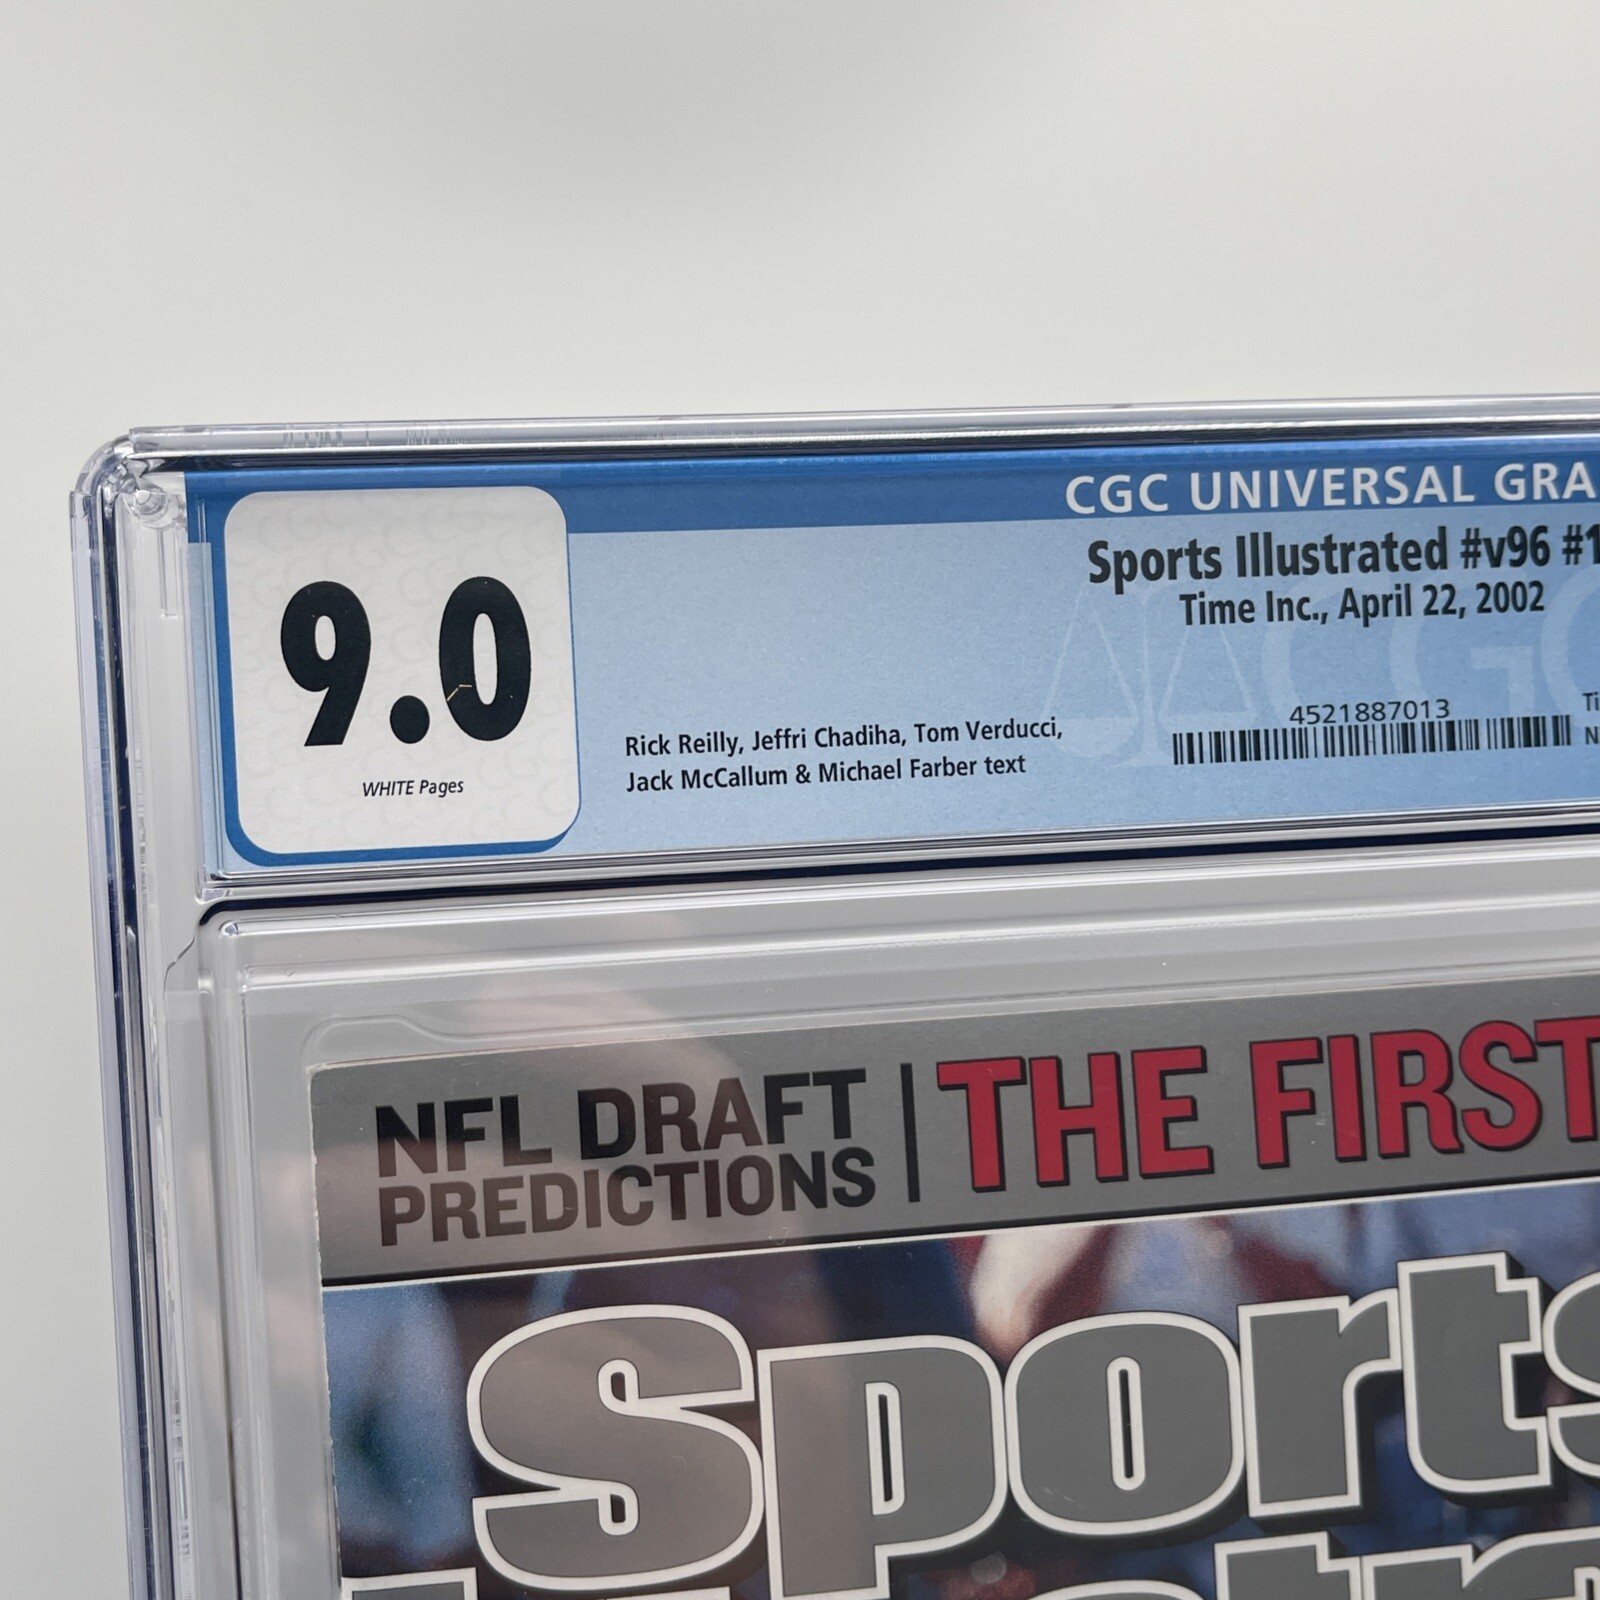 CGC UNIVERSAL GRA
9.0
WHITE Pages
Sports Illustrated #v96 #1
Time Inc., April 22, 2002
Rick Reilly, Jeffri Chadiha, Tom Verducci,
Jack McCallum & Michael Farber text
4521887013
Ti
N
NFL DRAFT
PREDICTIONS
THE FIRST
Sports